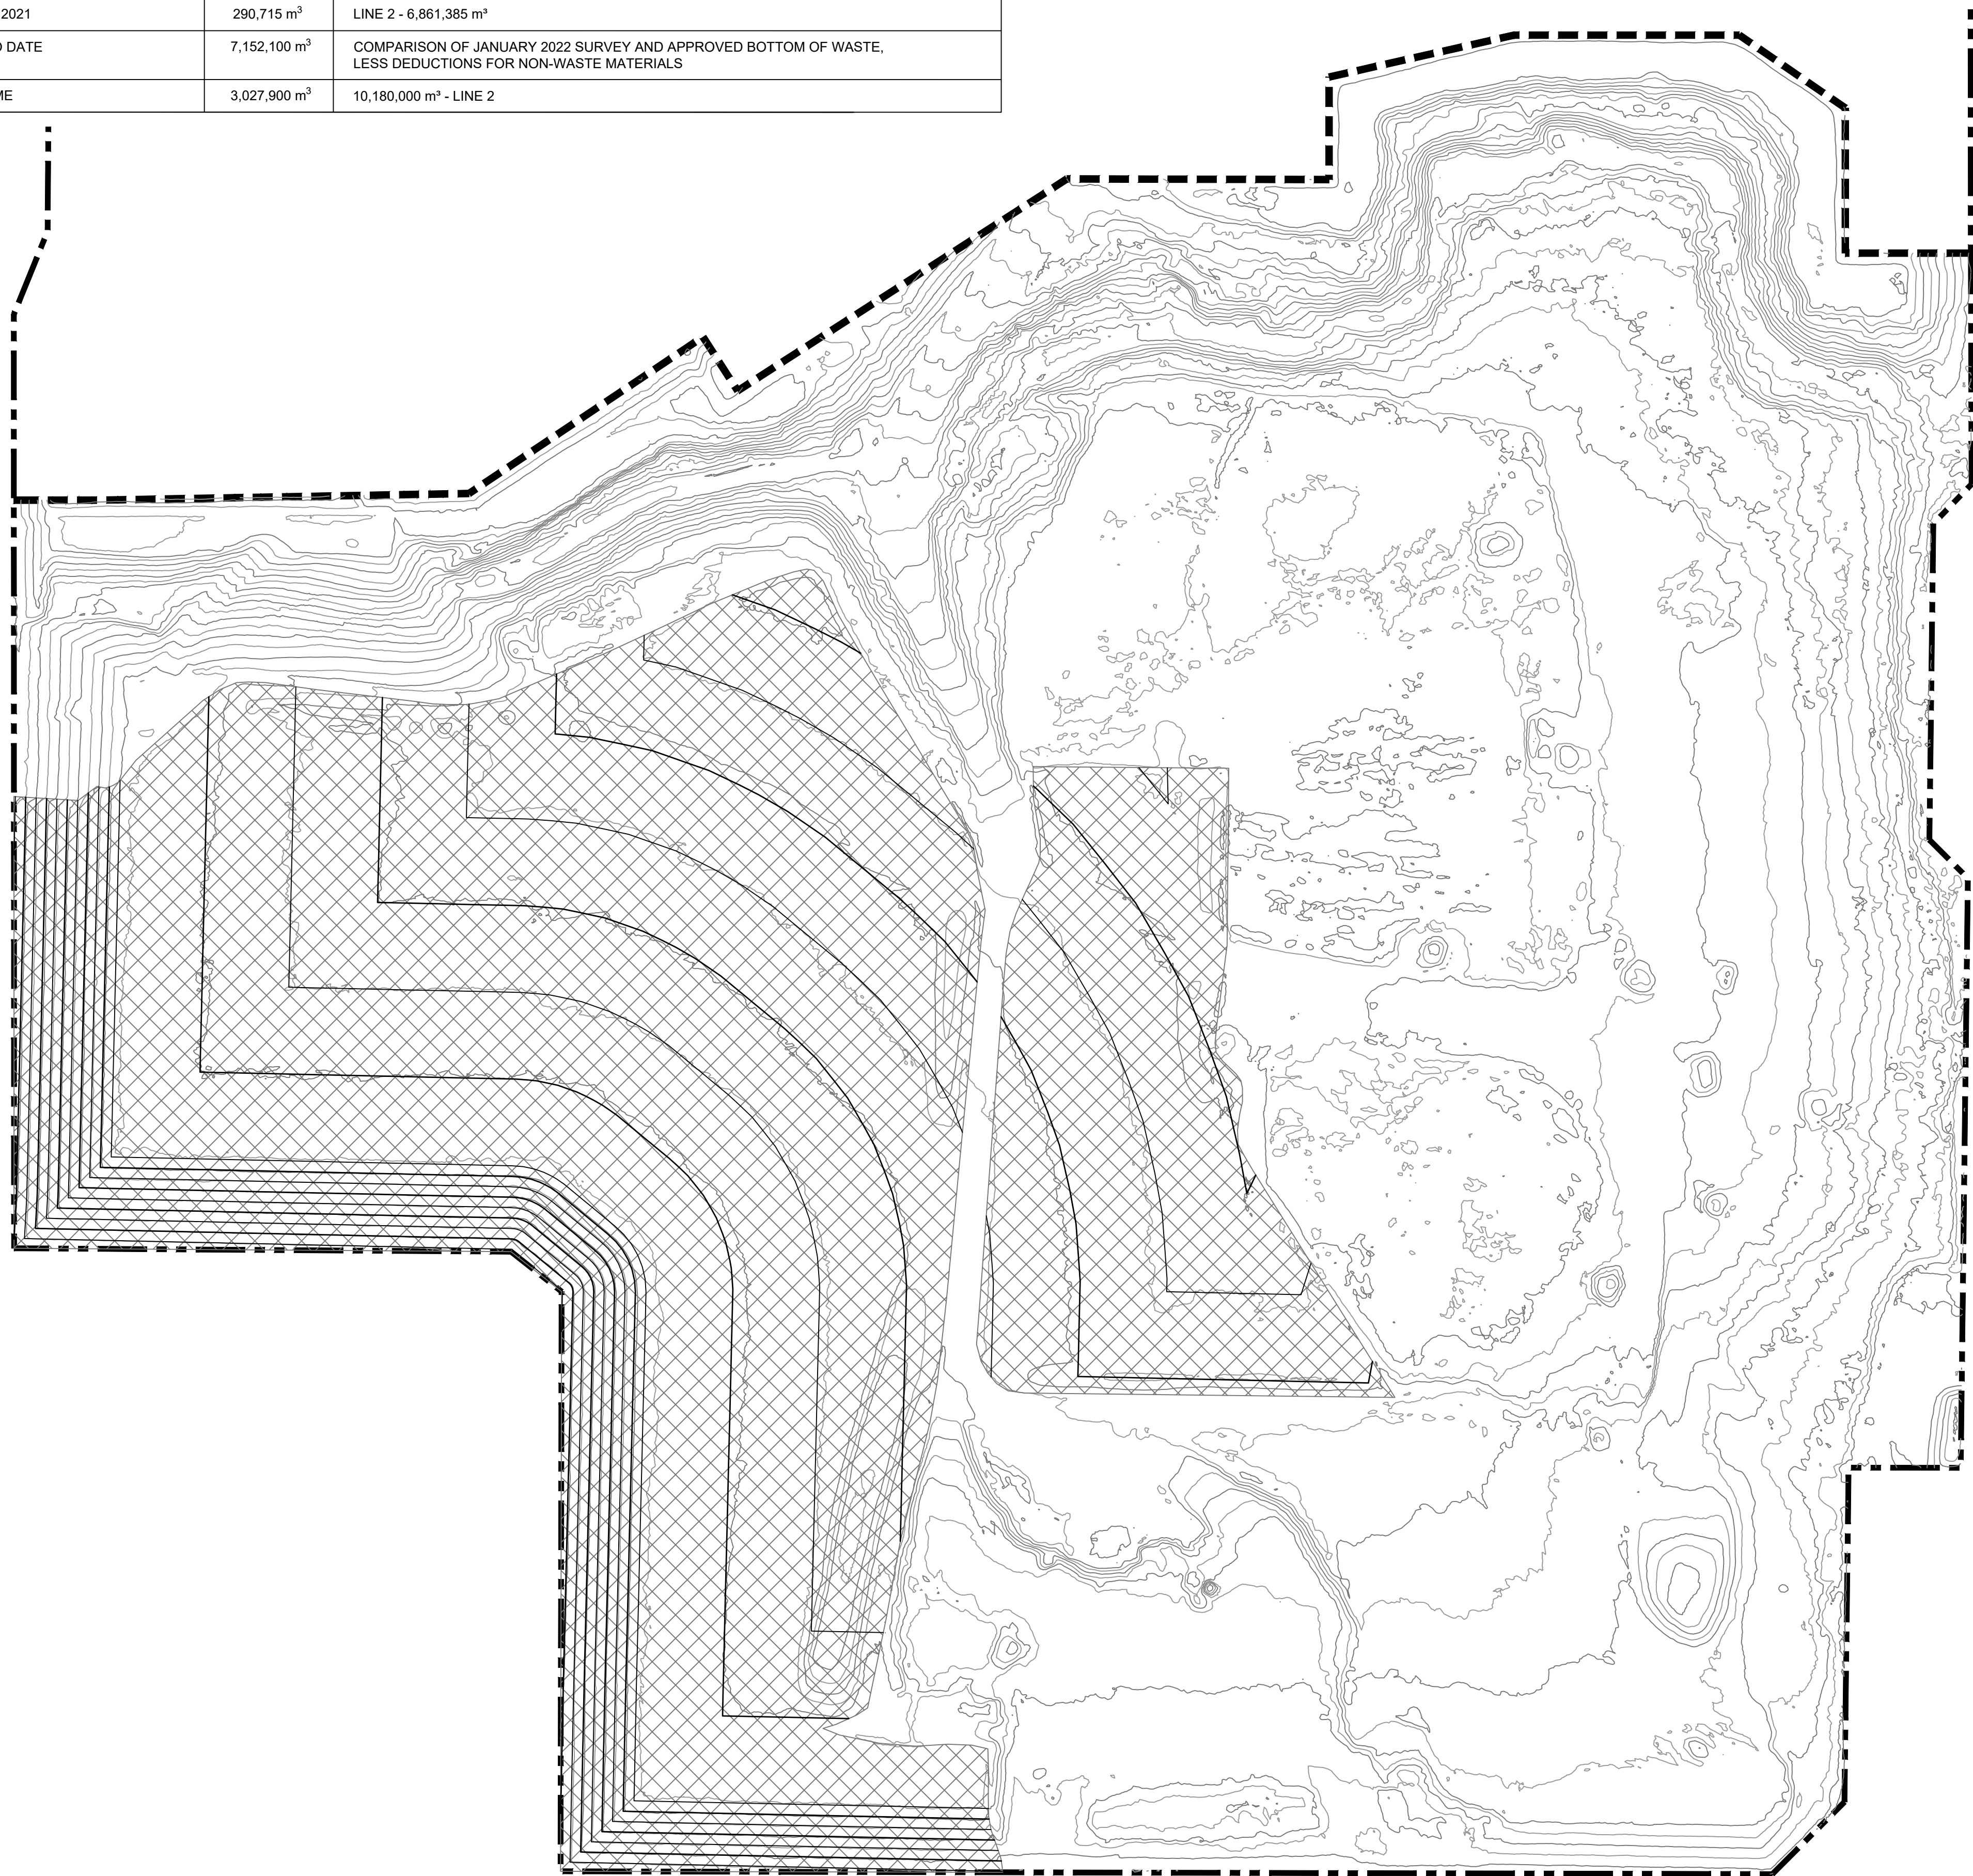 2021 290,715 m³ LINE 2 - 6,861,385 m³
DATE 7,152,100 m³ COMPARISON OF JANUARY 2022 SURVEY AND APPROVED BOTTOM OF WASTE,
LESS DEDUCTIONS FOR NON-WASTE MATERIALS
ME 3,027,900 m³ 10,180,000 m³ - LINE 2